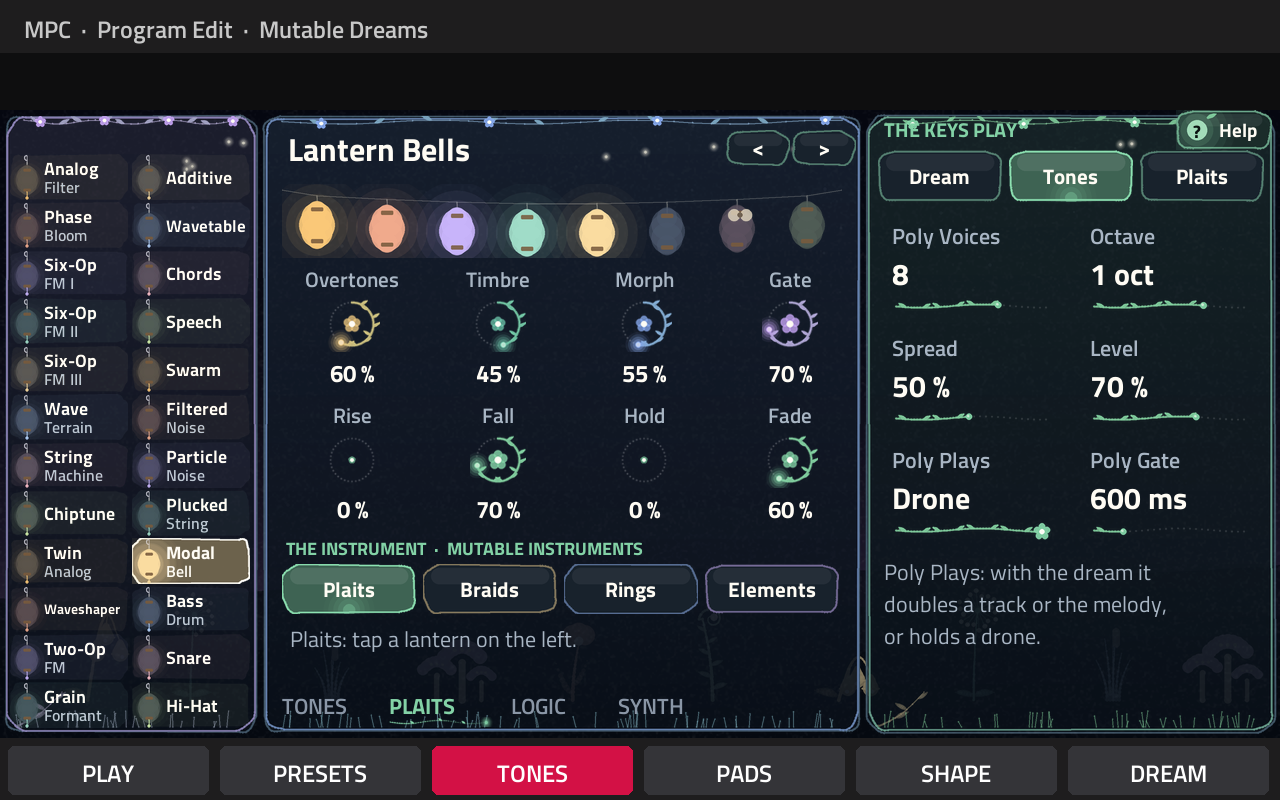 MPC · Program Edit · Mutable Dreams
Analog
Filter
Additive
Phase
Bloom
Wavetable
Six-Op
FM I
Chords
Six-Op
FM II
Speech
Six-Op
FM III
Swarm
Wave
Terrain
Filtered
Noise
String
Machine
Particle
Noise
Chiptune
Plucked
String
Twin
Analog
Modal
Bell
Waveshaper
Bass
Drum
Two-Op
FM
Snare
Grain
Formant
Hi-Hat
Lantern Bells
< >
Overtones Timbre Morph Gate
60 % 45 % 55 % 70 %
Rise Fall Hold Fade
0 % 70 % 0 % 60 %
THE INSTRUMENT · MUTABLE INSTRUMENTS
Plaits Braids Rings Elements
Plaits: tap a lantern on the left.
TONES PLAITS LOGIC SYNTH
THE KEYS PLAY
? Help
Dream Tones Plaits
Poly Voices Octave
8 1 oct
Spread Level
50 % 70 %
Poly Plays Poly Gate
Drone 600 ms
Poly Plays: with the dream it
doubles a track or the melody,
or holds a drone.
PLAY PRESETS TONES PADS SHAPE DREAM